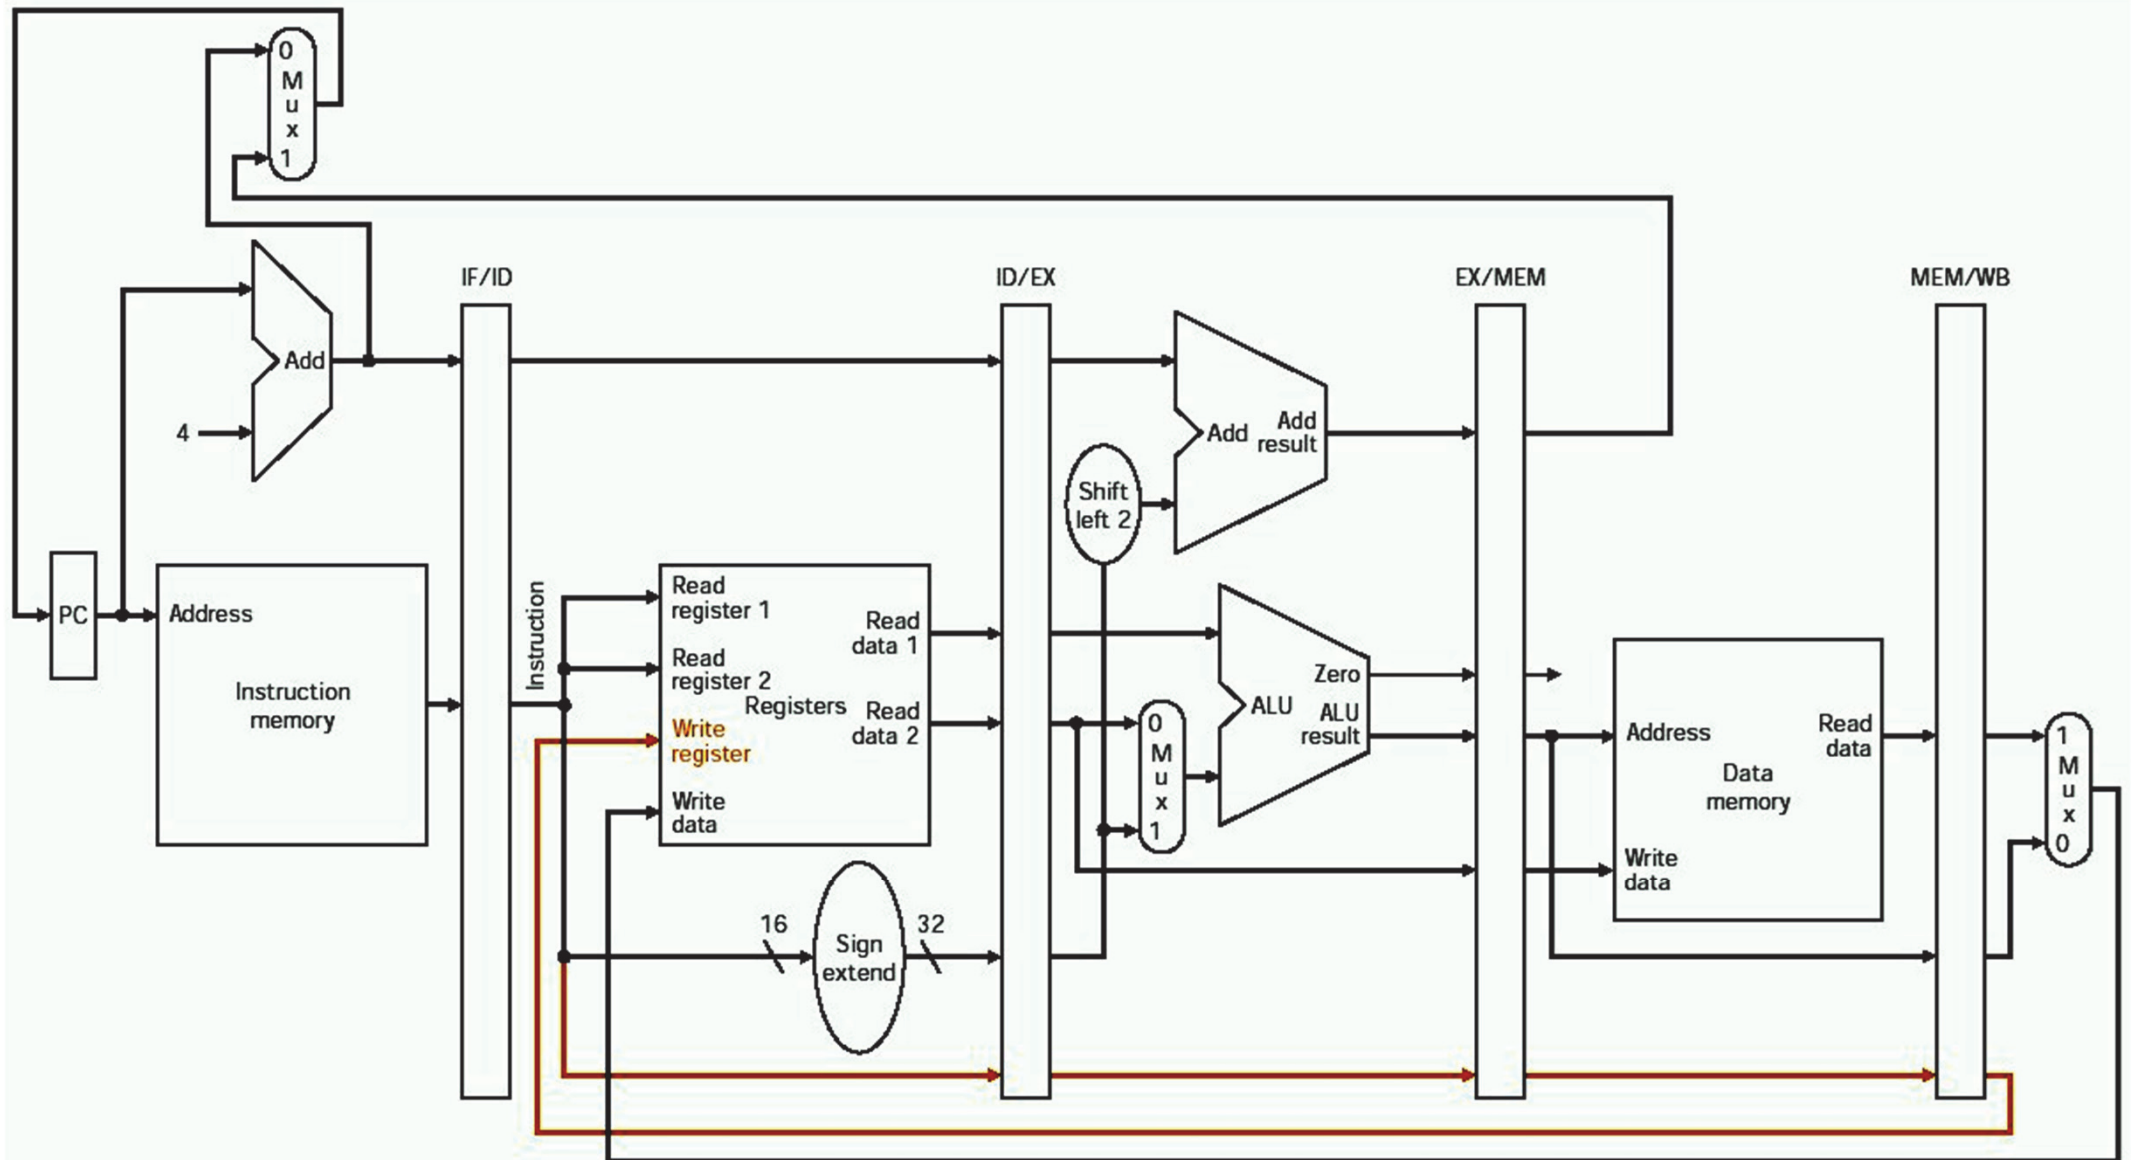 0
M
u
x
1
IF/ID
ID/EX
EX/MEM
MEM/WB
Add
4
Add
Add
result
Shift
left 2
PC
Address
Instruction
memory
Instruction
Read
register 1
Read
register 2
Write
register
Write
data
Registers
Read
data 1
Read
data 2
0
M
u
x
1
ALU
Zero
ALU
result
Address
Read
data
Data
memory
Write
data
1
M
u
x
0
16
Sign
extend
32